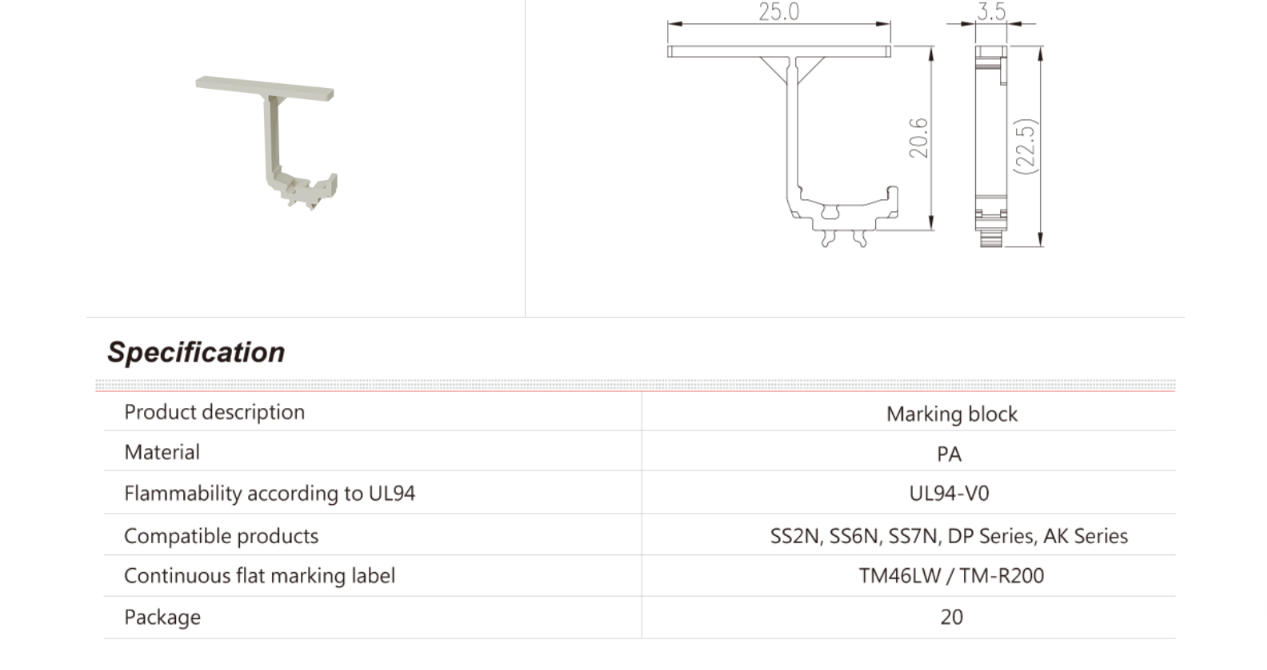 25.0
3.5
20.6
(22.5)
Specification
Product description Marking block
Material PA
Flammability according to UL94 UL94-V0
Compatible products SS2N, SS6N, SS7N, DP Series, AK Series
Continuous flat marking label TM46LW / TM-R200
Package 20